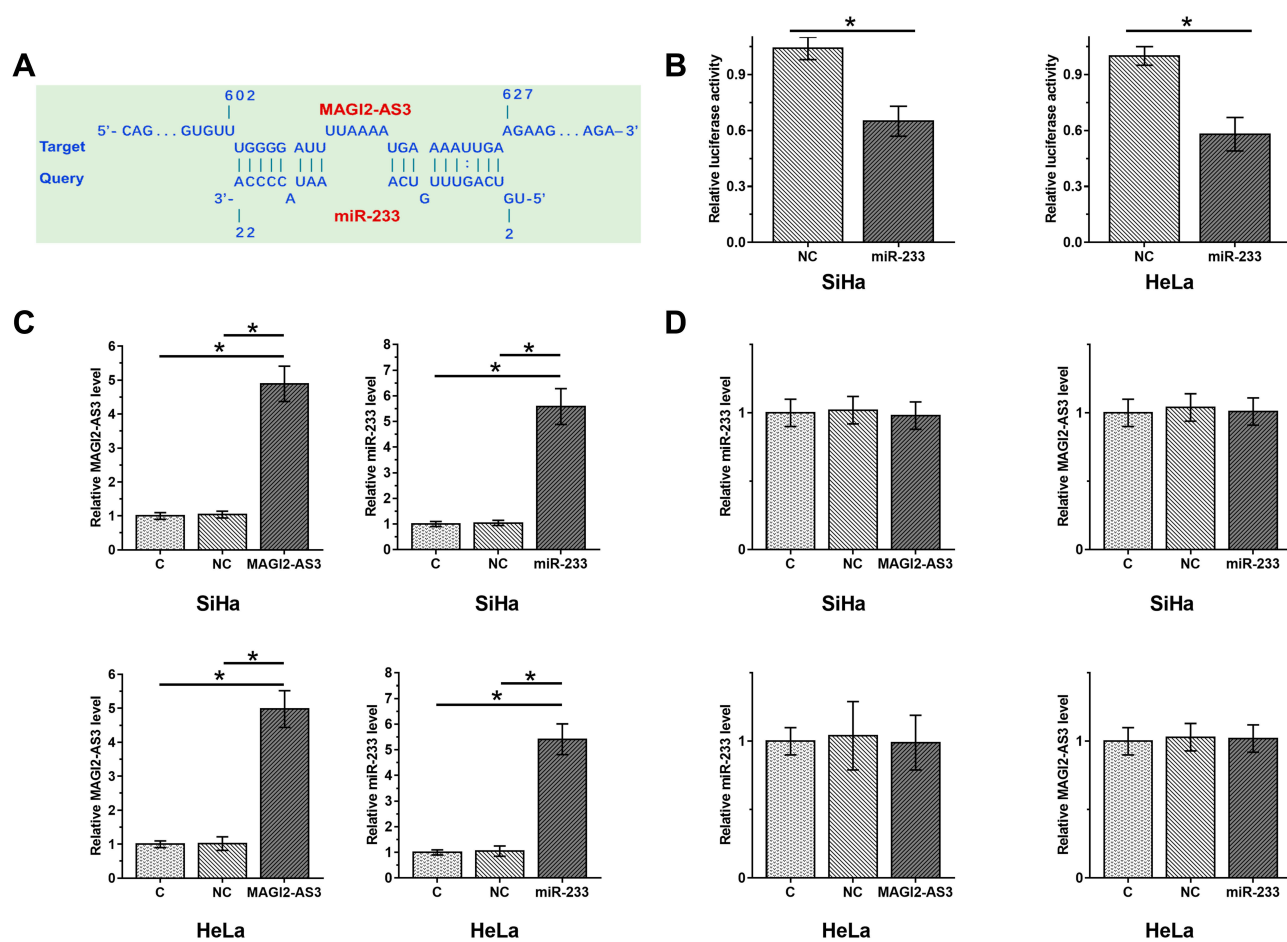 A
602
627
MAGI2-AS3
5'- CAG ... GUGUU UUAAAA AGAAG ... AGA– 3'
Target UGGGG AUU UGA AAAUUGA
| | | | | | | | | | | | | | : | |
Query ACCCC UAA ACU UUUGACU
3'- A G GU-5'
miR-233
22
2
B
*
Relative luciferase activity
0.9
0.6
0.3
0.0
NC miR-233
SiHa
*
Relative luciferase activity
0.9
0.6
0.3
0.0
NC miR-233
HeLa
C
*
*
Relative MAGI2-AS3 level
6
5
4
3
2
1
0
C NC MAGI2-AS3
SiHa
*
*
Relative miR-233 level
8
7
6
5
4
3
2
1
0
C NC miR-233
SiHa
*
*
Relative MAGI2-AS3 level
6
5
4
3
2
1
0
C NC MAGI2-AS3
HeLa
*
*
Relative miR-233 level
8
7
6
5
4
3
2
1
0
C NC miR-233
HeLa
D
Relative miR-233 level
1
0
C NC MAGI2-AS3
SiHa
Relative MAGI2-AS3 level
1
0
C NC miR-233
SiHa
Relative miR-233 level
1
0
C NC MAGI2-AS3
HeLa
Relative MAGI2-AS3 level
1
0
C NC miR-233
HeLa